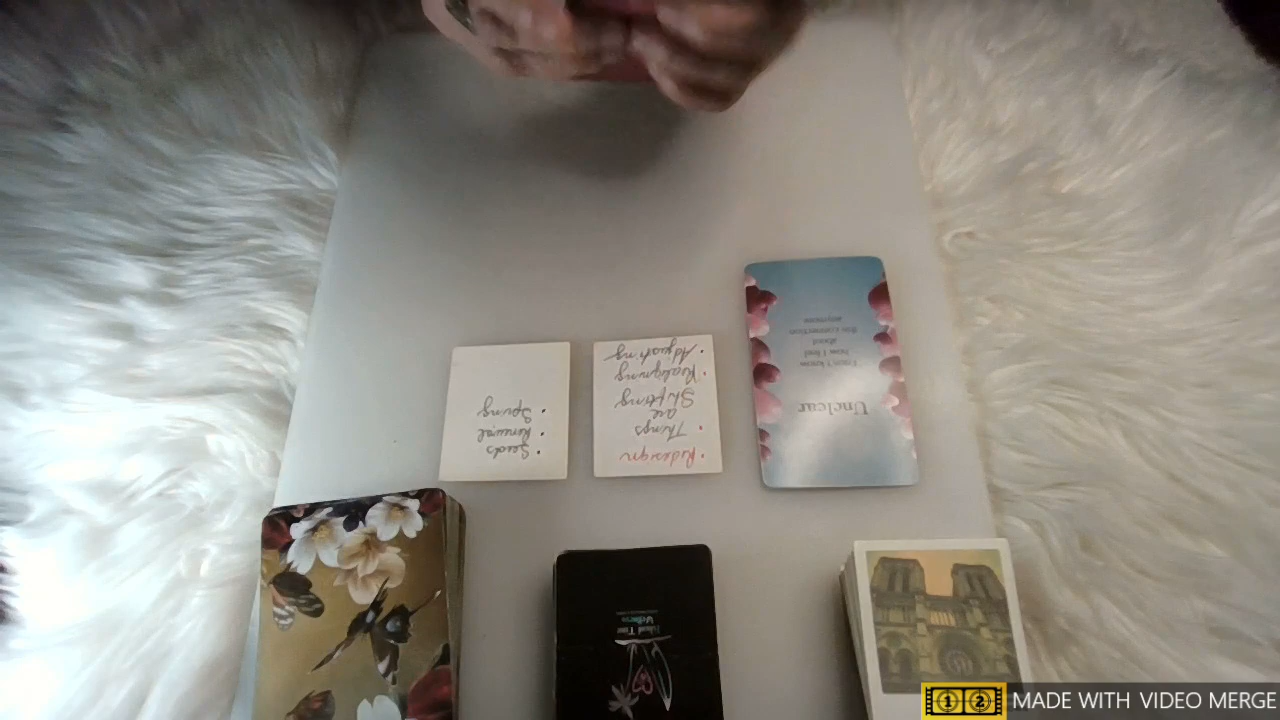 • Seeds
• Renewal
• Spring
• Redesign
• Things
are
Shifting
• Realigning
• Adjusting
Unclear
I don't know
how I feel
about
this connection
anymore
MADE WITH VIDEO MERGE